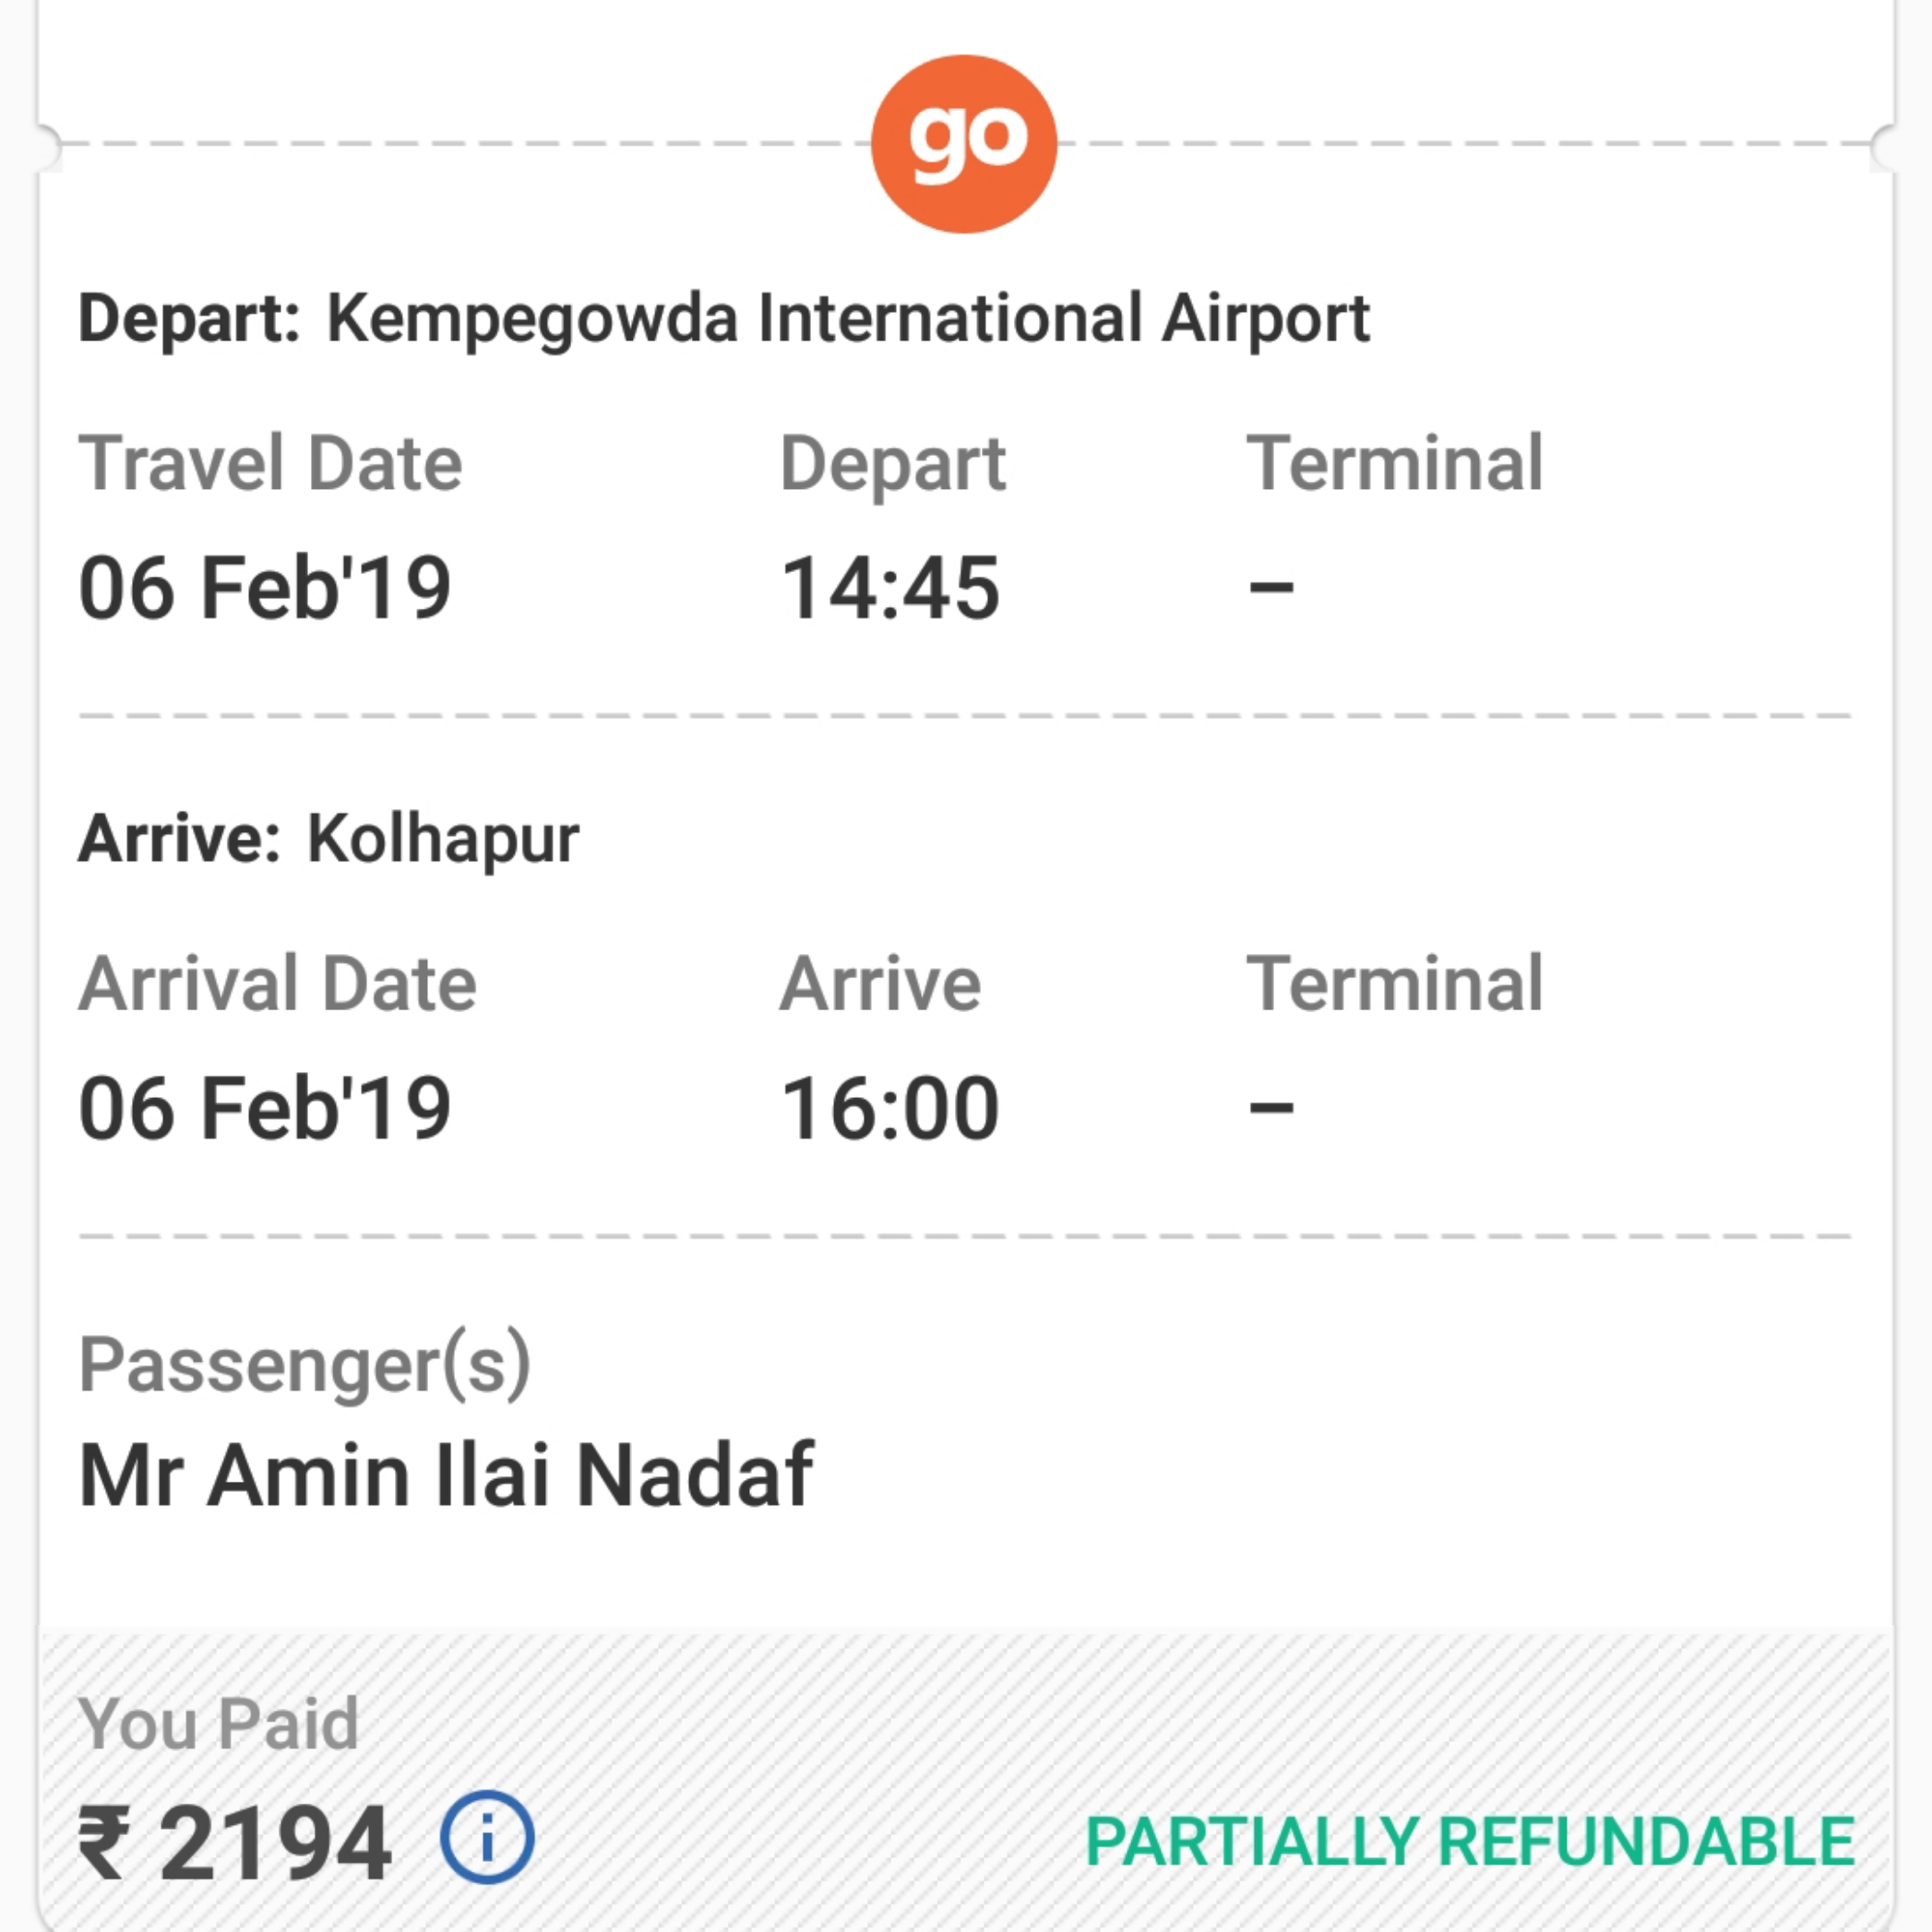 go
Depart: Kempegowda International Airport
Travel Date Depart Terminal
06 Feb'19 14:45 –
Arrive: Kolhapur
Arrival Date Arrive Terminal
06 Feb'19 16:00 –
Passenger(s)
Mr Amin Ilai Nadaf
You Paid
₹ 2194 i PARTIALLY REFUNDABLE